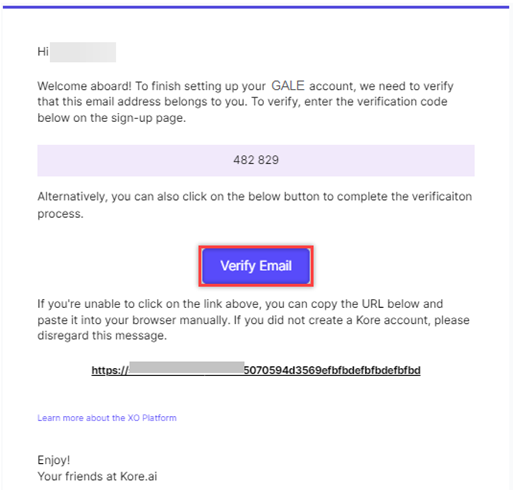 Hi
Welcome aboard! To finish setting up your GALE account, we need to verify
that this email address belongs to you. To verify, enter the verification code
below on the sign-up page.
482 829
Alternatively, you can also click on the below button to complete the verificaiton
process.
Verify Email
If you're unable to click on the link above, you can copy the URL below and
paste it into your browser manually. If you did not create a Kore account, please
disregard this message.
https:// 5070594d3569efbfbdefbfbdefbfbd
Learn more about the XO Platform
Enjoy!
Your friends at Kore.ai